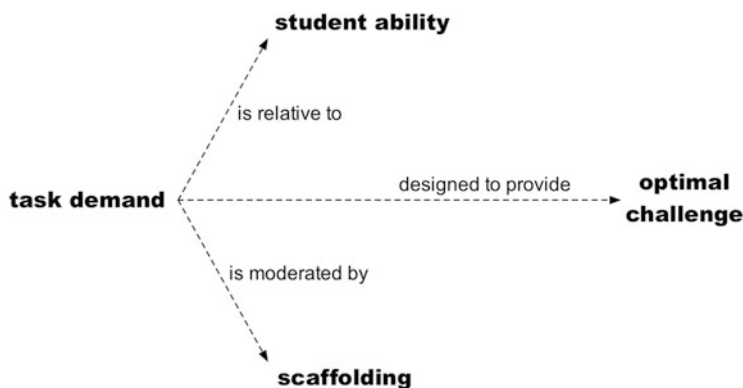 student ability
is relative to
designed to provide
task demand
optimal
challenge
is moderated by
scaffolding